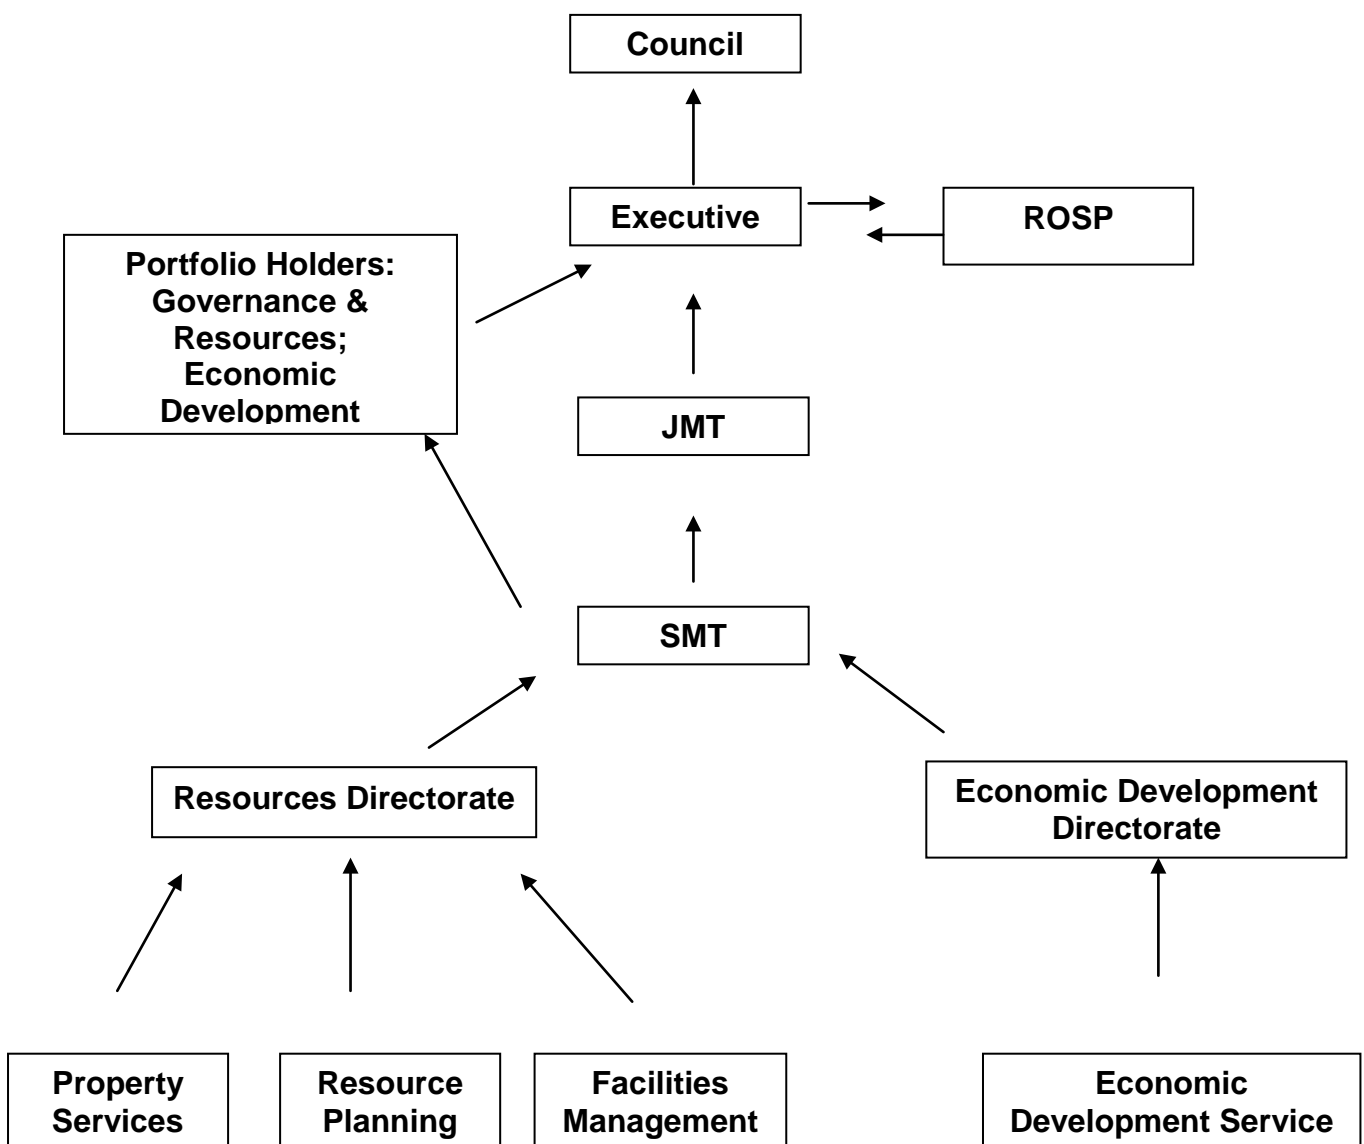 Council
Executive
ROSP
Portfolio Holders:
Governance &
Resources;
Economic
Development
JMT
SMT
Resources Directorate
Economic Development
Directorate
Property
Services
Resource
Planning
Facilities
Management
Economic
Development Service